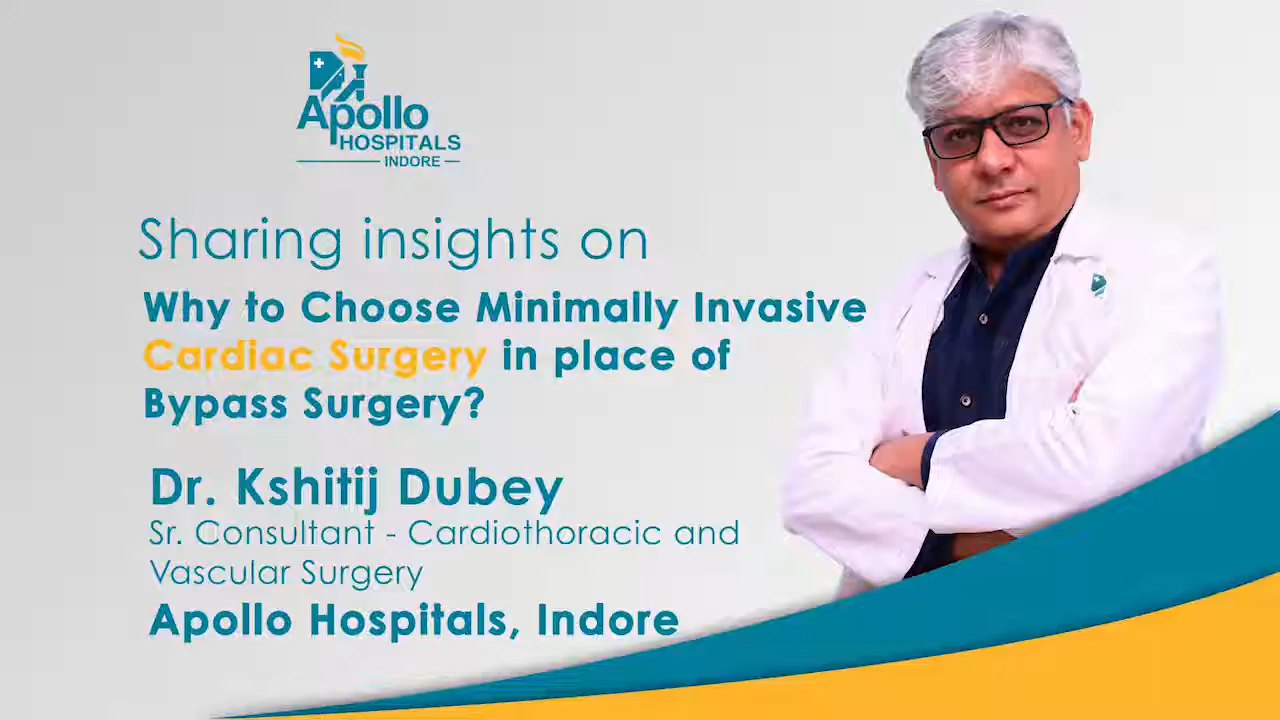 Apollo
HOSPITALS
INDORE
Sharing insights on
Why to Choose Minimally Invasive
Cardiac Surgery in place of
Bypass Surgery?
Dr. Kshitij Dubey
Sr. Consultant - Cardiothoracic and
Vascular Surgery
Apollo Hospitals, Indore